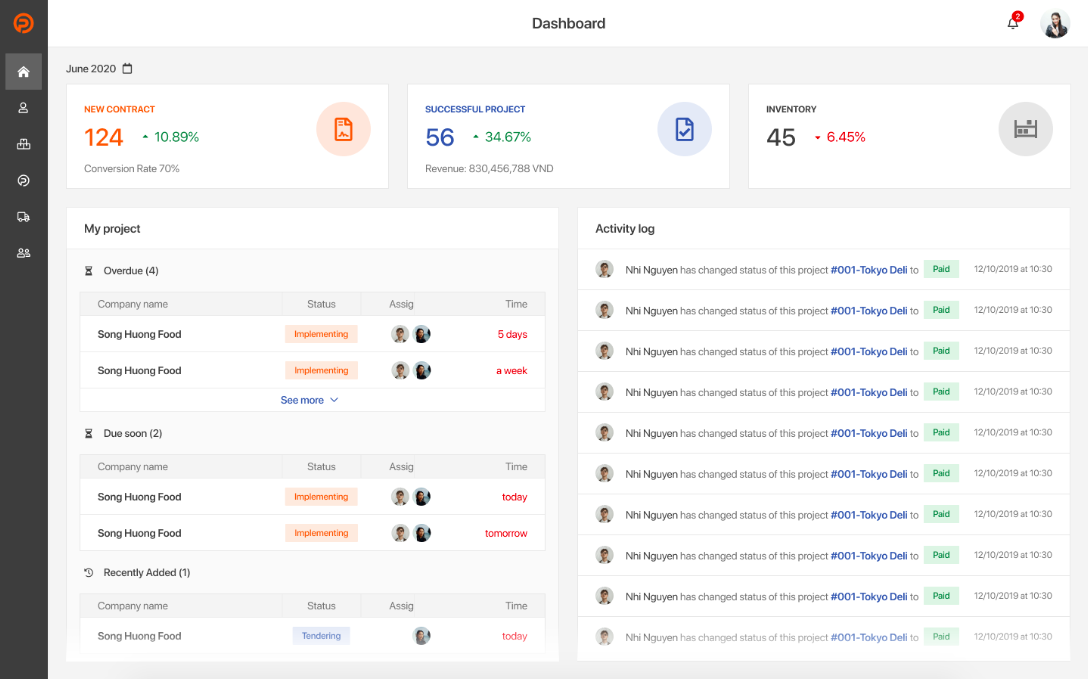 Dashboard
2
June 2020
NEW CONTRACT
124 10.89%
Conversion Rate 70%
SUCCESSFUL PROJECT
56 34.67%
Revenue: 830,456,788 VND
INVENTORY
45 6.45%
My project
Overdue (4)
Company name Status Assig Time
Song Huong Food Implementing 5 days
Song Huong Food Implementing a week
See more
Due soon (2)
Company name Status Assig Time
Song Huong Food Implementing today
Song Huong Food Implementing tomorrow
Recently Added (1)
Company name Status Assig Time
Song Huong Food Tendering today
Activity log
Nhi Nguyen has changed status of this project #001-Tokyo Deli to Paid 12/10/2019 at 10:30
Nhi Nguyen has changed status of this project #001-Tokyo Deli to Paid 12/10/2019 at 10:30
Nhi Nguyen has changed status of this project #001-Tokyo Deli to Paid 12/10/2019 at 10:30
Nhi Nguyen has changed status of this project #001-Tokyo Deli to Paid 12/10/2019 at 10:30
Nhi Nguyen has changed status of this project #001-Tokyo Deli to Paid 12/10/2019 at 10:30
Nhi Nguyen has changed status of this project #001-Tokyo Deli to Paid 12/10/2019 at 10:30
Nhi Nguyen has changed status of this project #001-Tokyo Deli to Paid 12/10/2019 at 10:30
Nhi Nguyen has changed status of this project #001-Tokyo Deli to Paid 12/10/2019 at 10:30
Nhi Nguyen has changed status of this project #001-Tokyo Deli to Paid 12/10/2019 at 10:30
Nhi Nguyen has changed status of this project #001-Tokyo Deli to Paid 12/10/2019 at 10:30